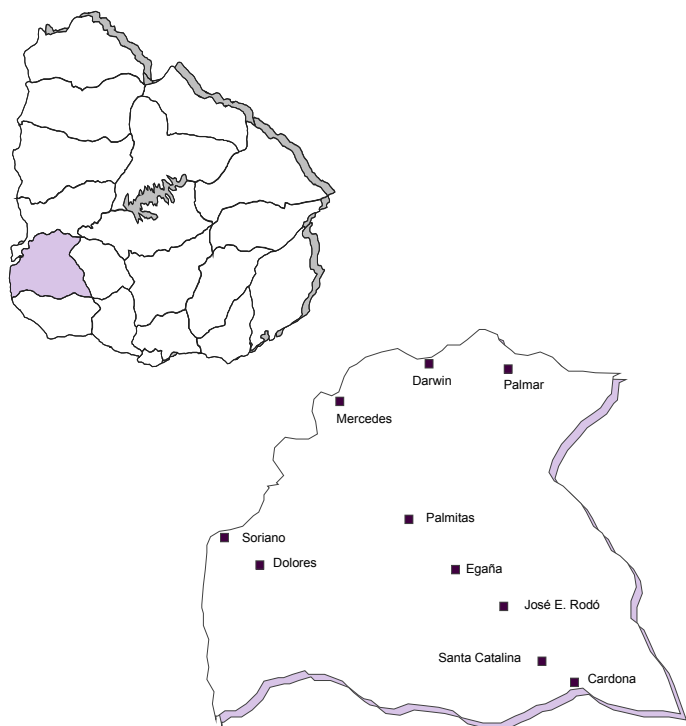 Darwin
Palmar
Mercedes
Palmitas
Soriano
Dolores
Egaña
José E. Rodó
Santa Catalina
Cardona